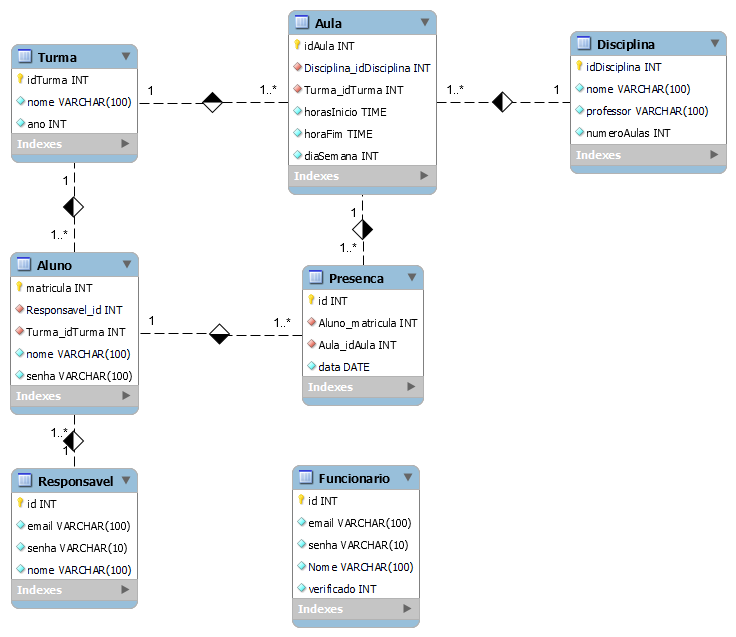 Turma
idTurma INT
nome VARCHAR(100)
ano INT
Indexes
1
1..*
Aula
idAula INT
Disciplina_idDisciplina INT
Turma_idTurma INT
horasInicio TIME
horaFim TIME
diaSemana INT
Indexes
1..*
1
Disciplina
idDisciplina INT
nome VARCHAR(100)
professor VARCHAR(100)
numeroAulas INT
Indexes
1
1..*
1
1..*
Aluno
matricula INT
Responsavel_id INT
Turma_idTurma INT
nome VARCHAR(100)
senha VARCHAR(100)
Indexes
1
1..*
Presenca
id INT
Aluno_matricula INT
Aula_idAula INT
data DATE
Indexes
1..*
1
Responsavel
id INT
email VARCHAR(100)
senha VARCHAR(10)
nome VARCHAR(100)
Indexes
Funcionario
id INT
email VARCHAR(100)
senha VARCHAR(10)
Nome VARCHAR(100)
verificado INT
Indexes